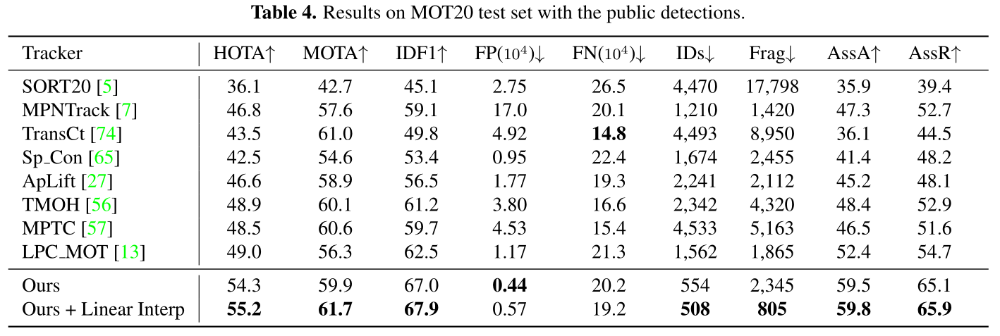 Table 4. Results on MOT20 test set with the public detections.
Tracker HOTA↑ MOTA↑ IDF1↑ FP(10⁴)↓ FN(10⁴)↓ IDs↓ Frag↓ AssA↑ AssR↑
SORT20 [5] 36.1 42.7 45.1 2.75 26.5 4,470 17,798 35.9 39.4
MPNTrack [7] 46.8 57.6 59.1 17.0 20.1 1,210 1,420 47.3 52.7
TransCt [74] 43.5 61.0 49.8 4.92 14.8 4,493 8,950 36.1 44.5
Sp_Con [65] 42.5 54.6 53.4 0.95 22.4 1,674 2,455 41.4 48.2
ApLift [27] 46.6 58.9 56.5 1.77 19.3 2,241 2,112 45.2 48.1
TMOH [56] 48.9 60.1 61.2 3.80 16.6 2,342 4,320 48.4 52.9
MPTC [57] 48.5 60.6 59.7 4.53 15.4 4,533 5,163 46.5 51.6
LPC_MOT [13] 49.0 56.3 62.5 1.17 21.3 1,562 1,865 52.4 54.7
Ours 54.3 59.9 67.0 0.44 20.2 554 2,345 59.5 65.1
Ours + Linear Interp 55.2 61.7 67.9 0.57 19.2 508 805 59.8 65.9